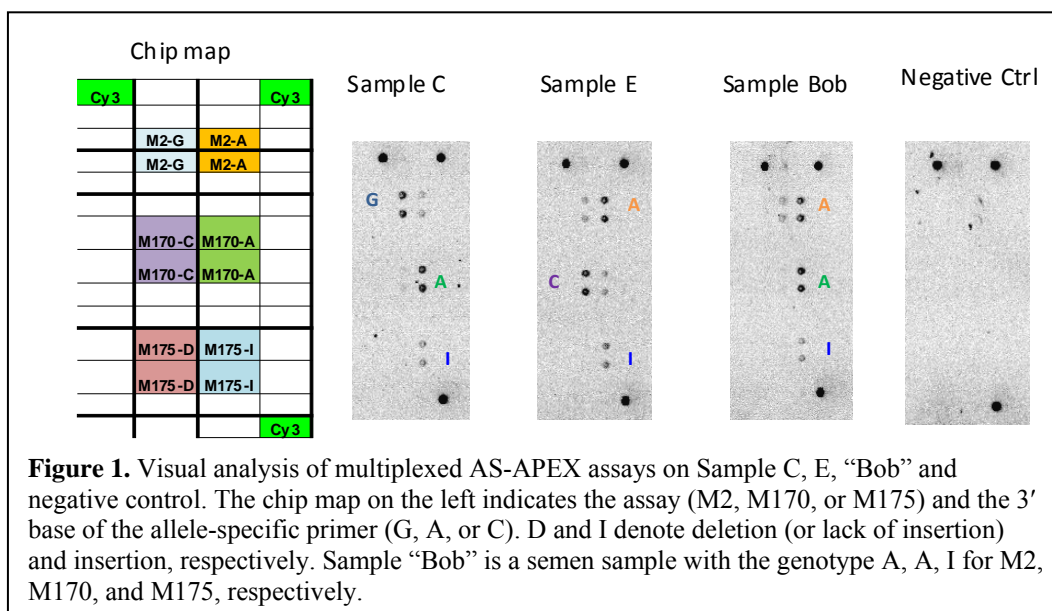 Chip map
Sample C
Sample E
Sample Bob
Negative Ctrl
Cy3 Cy3
M2-G M2-A
M2-G M2-A
M170-C M170-A
M170-C M170-A
M175-D M175-I
M175-D M175-I
Cy3
G
A
I
A
C
I
A
A
I
Figure 1. Visual analysis of multiplexed AS-APEX assays on Sample C, E, “Bob” and
negative control. The chip map on the left indicates the assay (M2, M170, or M175) and the 3′
base of the allele-specific primer (G, A, or C). D and I denote deletion (or lack of insertion)
and insertion, respectively. Sample “Bob” is a semen sample with the genotype A, A, I for M2,
M170, and M175, respectively.